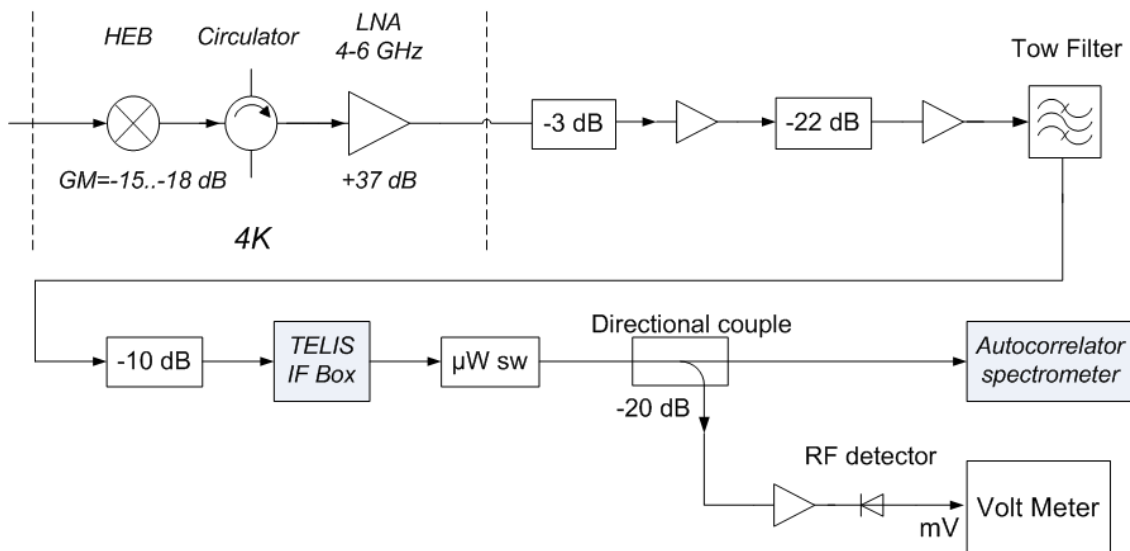 HEB
Circulator
LNA
4-6 GHz
Tow Filter
-3 dB
-22 dB
GM=-15..-18 dB
+37 dB
4K
Directional couple
-10 dB
TELIS
IF Box
µW sw
Autocorrelator
spectrometer
-20 dB
RF detector
mV
Volt Meter